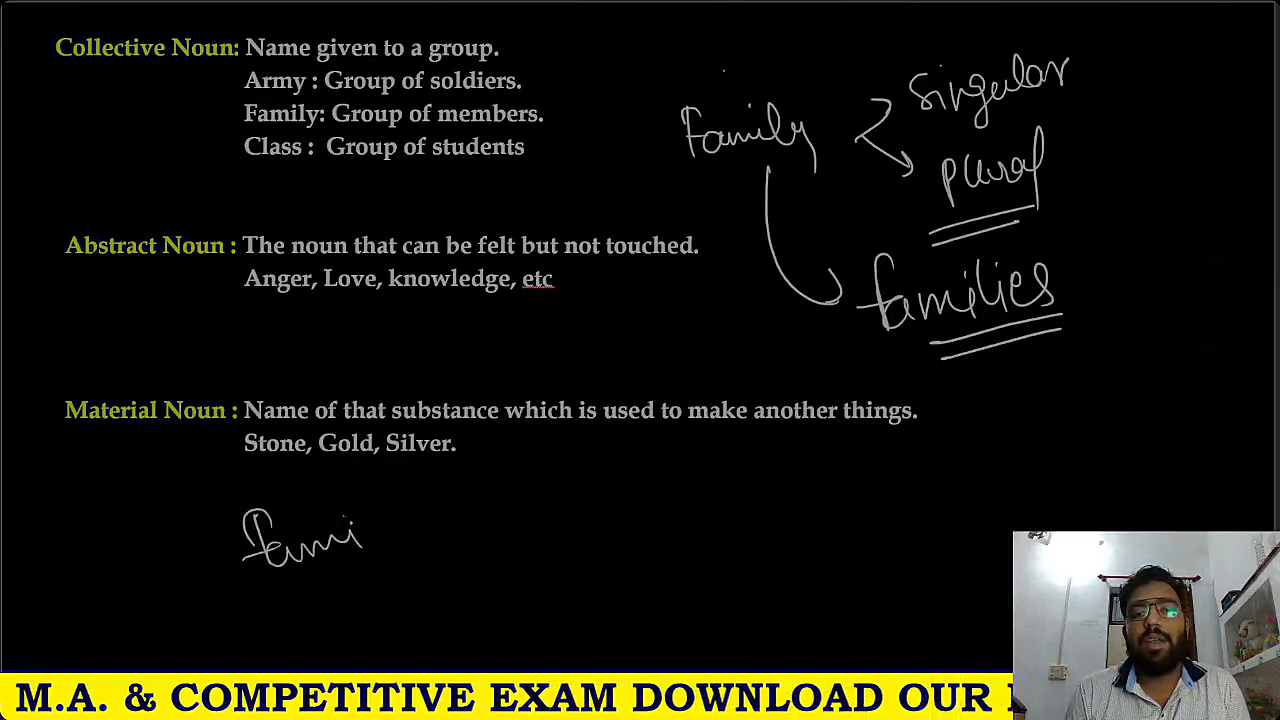 Collective Noun: Name given to a group.
Army : Group of soldiers.
Family: Group of members.
Class : Group of students
Family
singular
plural
families
Abstract Noun : The noun that can be felt but not touched.
Anger, Love, knowledge, etc
Material Noun : Name of that substance which is used to make another things.
Stone, Gold, Silver.
Fami
M.A. & COMPETITIVE EXAM DOWNLOAD OUR